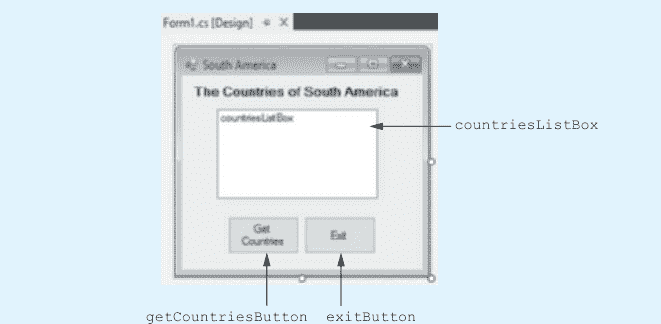 Form1.cs [Design]
South America
The Countries of South America
countriesListBox
countriesListBox
Get
Countries
Exit
getCountriesButton exitButton